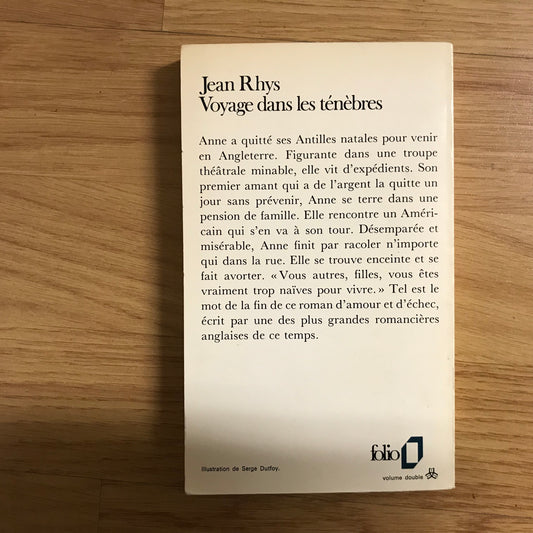 Jean Rhys
Voyage dans les ténèbres
Anne a quitté ses Antilles natales pour venir
en Angleterre. Figurante dans une troupe
théâtrale minable, elle vit d'expédients. Son
premier amant qui a de l'argent la quitte un
jour sans prévenir, Anne se terre dans une
pension de famille. Elle rencontre un Améri-
cain qui s'en va à son tour. Désemparée et
misérable, Anne finit par racoler n'importe
qui dans la rue. Elle se trouve enceinte et se
fait avorter. « Vous autres, filles, vous êtes
vraiment trop naïves pour vivre. » Tel est le
mot de la fin de ce roman d'amour et d'échec,
écrit par une des plus grandes romancières
anglaises de ce temps.
folio
Illustration de Serge Dutfoy.
volume double